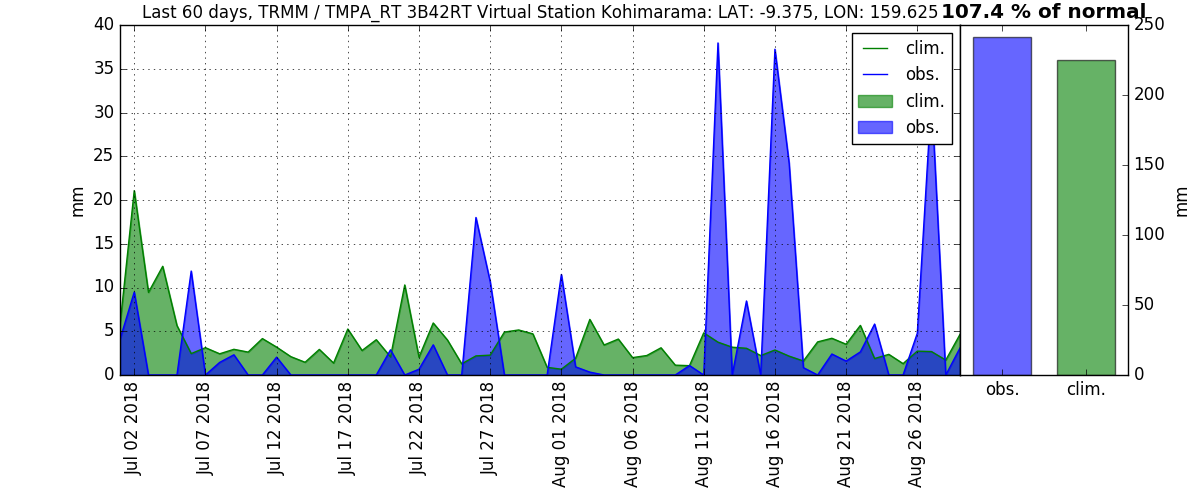 Last 60 days, TRMM / TMPA_RT 3B42RT Virtual Station Kohimarama: LAT: -9.375, LON: 159.625
107.4 % of normal
40
35
30
25
20
15
10
5
0
mm
clim.
obs.
clim.
obs.
Jul 02 2018
Jul 07 2018
Jul 12 2018
Jul 17 2018
Jul 22 2018
Jul 27 2018
Aug 01 2018
Aug 06 2018
Aug 11 2018
Aug 16 2018
Aug 21 2018
Aug 26 2018
250
200
150
100
50
0
mm
obs.
clim.